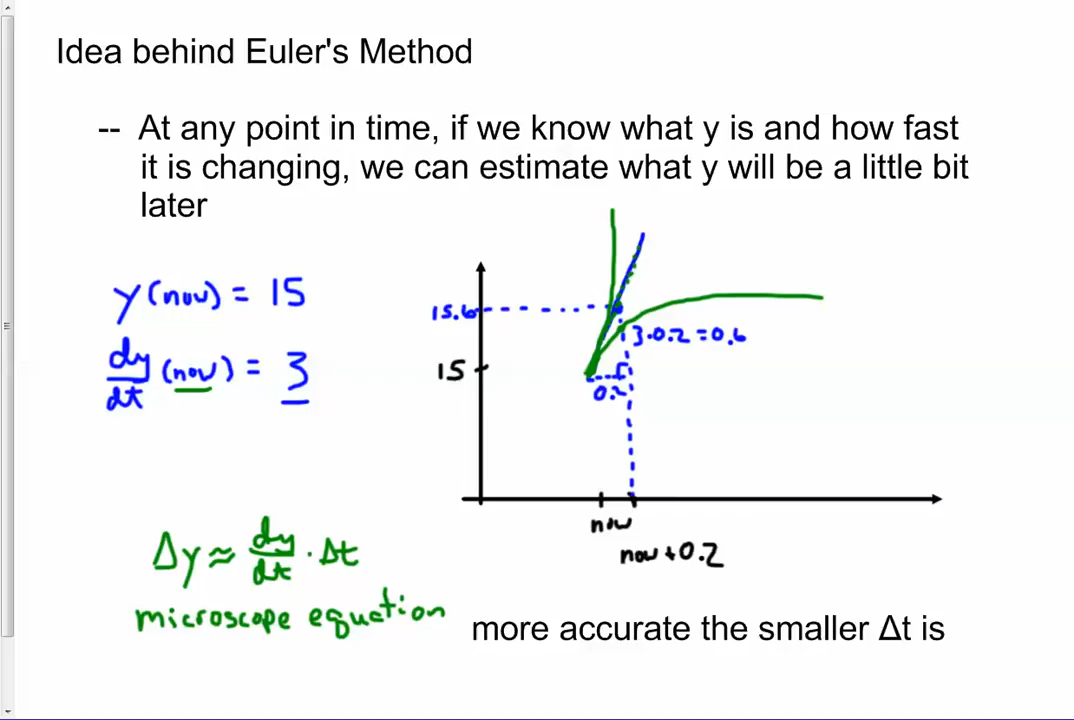 Idea behind Euler's Method
-- At any point in time, if we know what y is and how fast
it is changing, we can estimate what y will be a little bit
later
y(now) = 15
dy/dt (now) = 3
15.6
3·0.2=0.6
15
0.2
now
now+0.2
Δy≈ dy/dt · Δt
microscope equation
more accurate the smaller Δt is